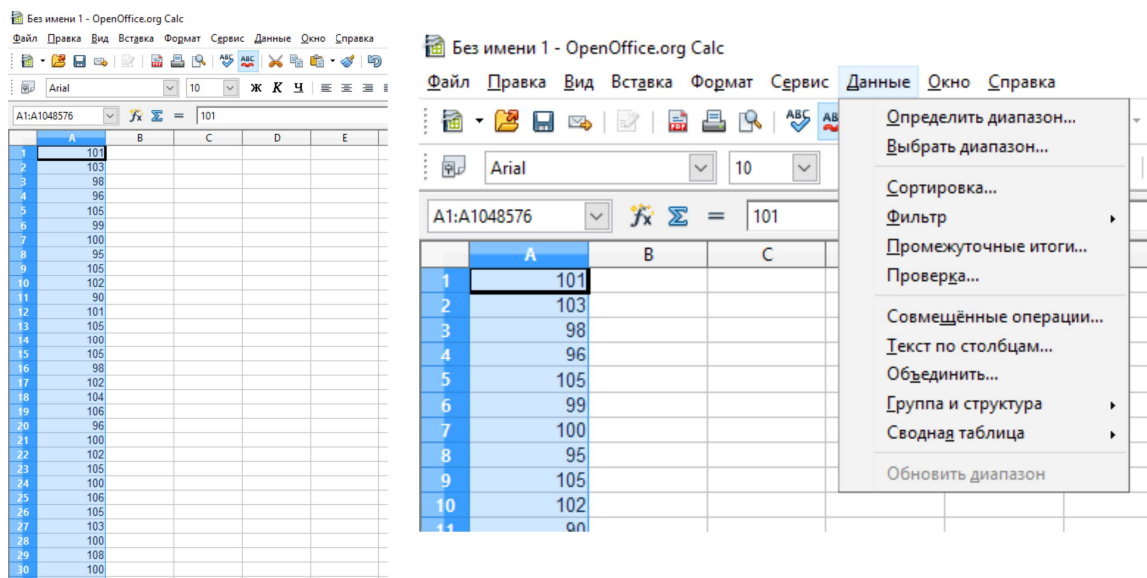 Без имени 1 - OpenOffice.org Calc
Файл Правка Вид Вставка Формат Сервис Данные Окно Справка
Arial 10 Ж К Ч
A1:A1048576 = 101
A B C D E
1 101
2 103
3 98
4 96
5 105
6 99
7 100
8 95
9 105
10 102
11 90
12 101
13 105
14 100
15 105
16 98
17 102
18 104
19 106
20 96
21 100
22 102
23 105
24 100
25 106
26 105
27 103
28 100
29 108
30 100
Без имени 1 - OpenOffice.org Calc
Файл Правка Вид Вставка Формат Сервис Данные Окно Справка
Arial 10
A1:A1048576 = 101
A B C
1 101
2 103
3 98
4 96
5 105
6 99
7 100
8 95
9 105
10 102
11 90
Определить диапазон...
Выбрать диапазон...
Сортировка...
Фильтр
Промежуточные итоги...
Проверка...
Совмещённые операции...
Текст по столбцам...
Объединить...
Группа и структура
Сводная таблица
Обновить диапазон